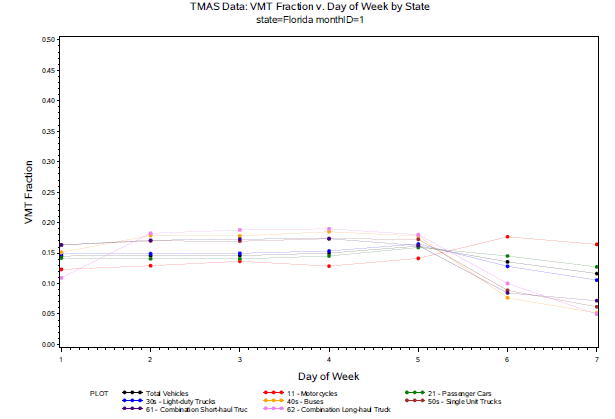 TMAS Data: VMT Fraction v. Day of Week by State
state=Florida monthID=1
VMT Fraction
0.50
0.45
0.40
0.35
0.30
0.25
0.20
0.15
0.10
0.05
0.00
1 2 3 4 5 6 7
Day of Week
PLOT Total Vehicles 11 - Motorcycles 21 - Passenger Cars
30s - Light-duty Trucks 40s - Buses 50s - Single Unit Trucks
61 - Combination Short-haul Truc 62 - Combination Long-haul Truck